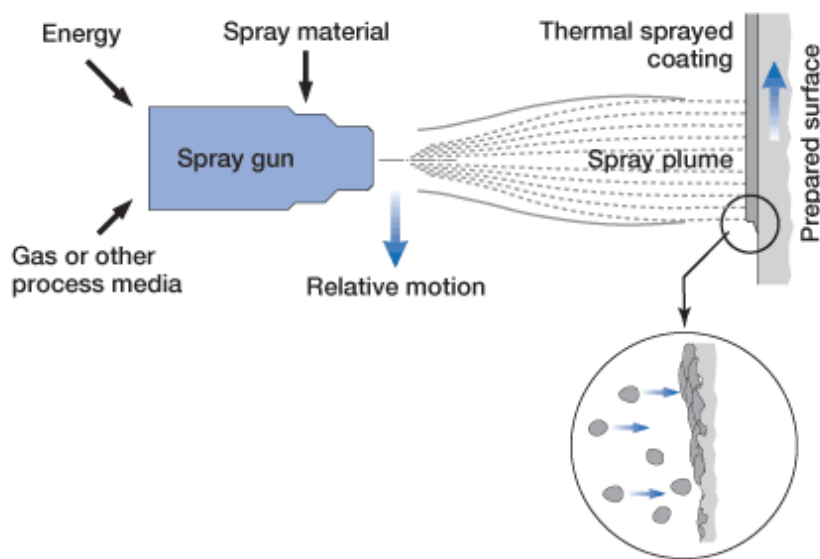 Energy
Spray material
Thermal sprayed
coating
Spray gun
Spray plume
Prepared surface
Gas or other
process media
Relative motion